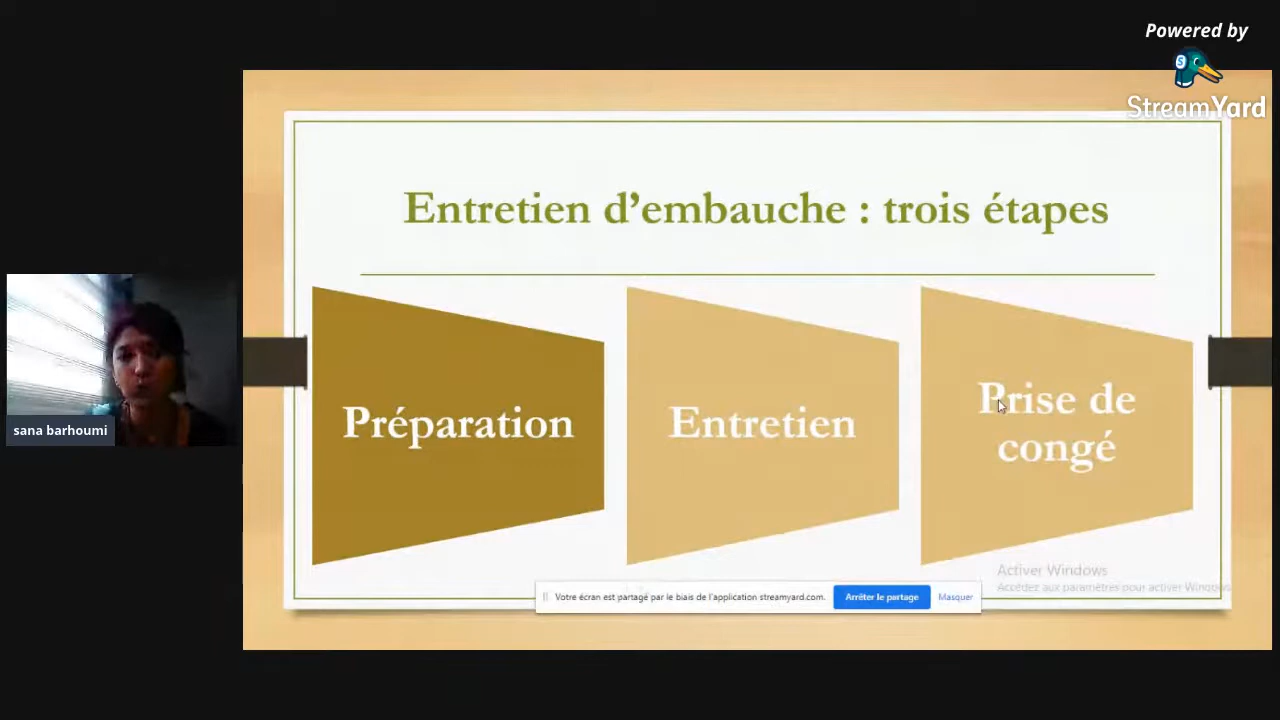 Powered by
StreamYard
Entretien d’embauche : trois étapes
Préparation
Entretien
Prise de
congé
sana barhoumi
Activer Windows
Accédez aux paramètres pour activer Windows
Votre écran est partagé par le biais de l'application streamyard.com.
Arrêter le partage
Masquer